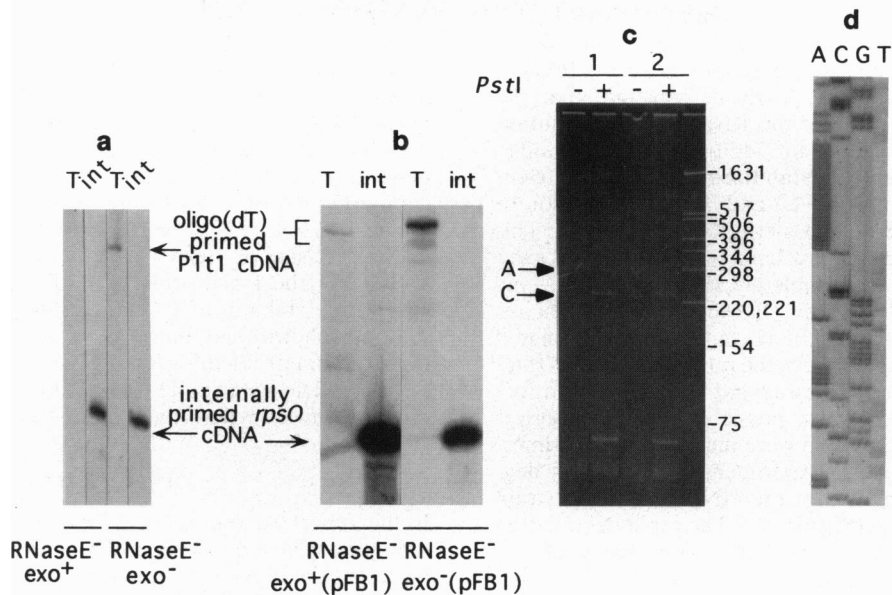 a
T int T int
oligo(dT)
primed
P1t1 cDNA
internally
primed rpsO
cDNA
RNaseE- RNaseE-
exo+ exo-
b
T int T int
RNaseE- RNaseE-
exo+(pFB1) exo-(pFB1)
c
1 2
PstI - + - +
-1631
-517
-506
-396
-344
-298
-220,221
-154
-75
A
C
d
A C G T